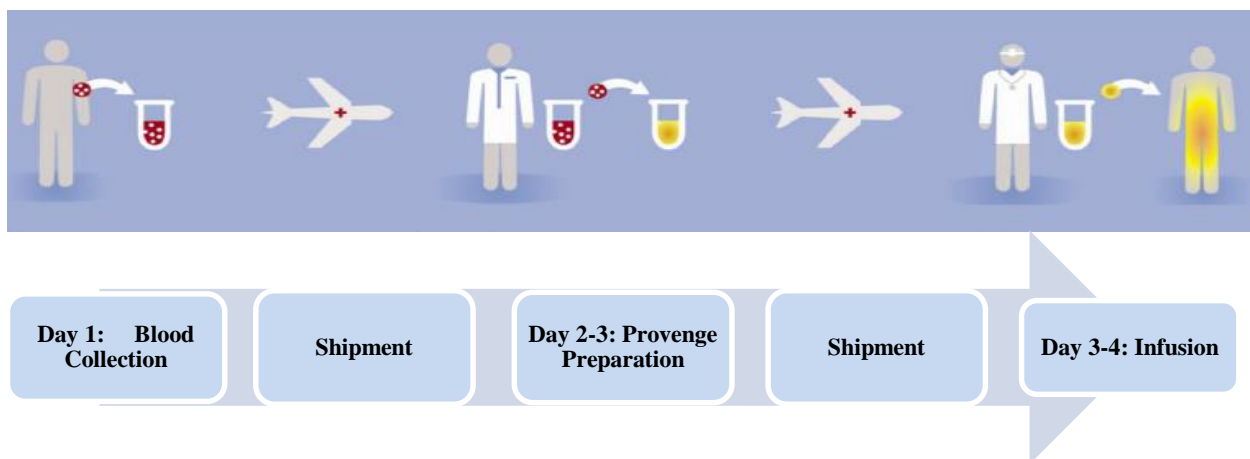 Day 1: Blood
Collection
Shipment
Day 2-3: Provenge
Preparation
Shipment
Day 3-4: Infusion